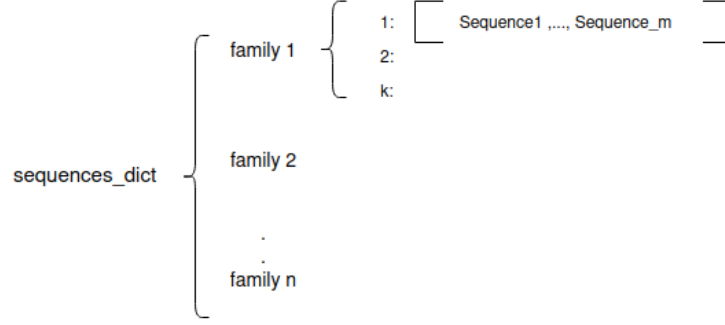 1: Sequence1 ,..., Sequence_m
family 1
2:
k:
family 2
sequences_dict
.
.
family n